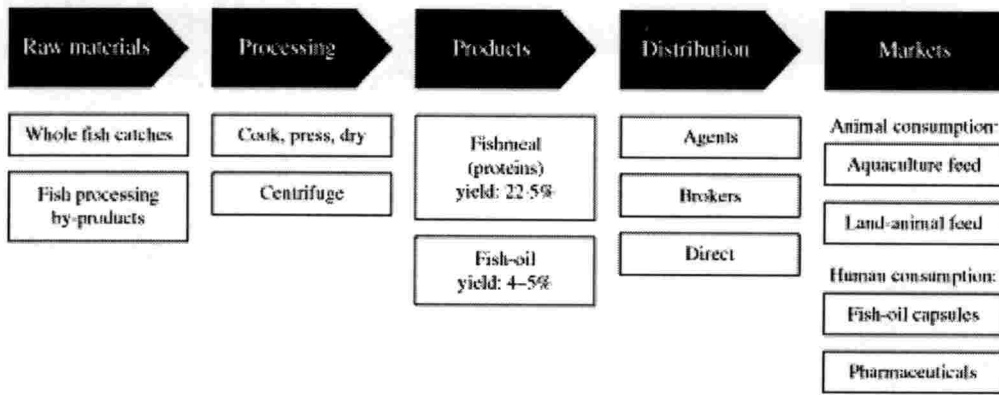 Raw materials
Processing
Products
Distribution
Markets
Whole fish catches
Fish processing
by-products
Cook, press, dry
Centrifuge
Fishmeal
(proteins)
yield: 22·5%
Fish-oil
yield: 4–5%
Agents
Brokers
Direct
Animal consumption:
Aquaculture feed
Land-animal feed
Human consumption:
Fish-oil capsules
Pharmaceuticals